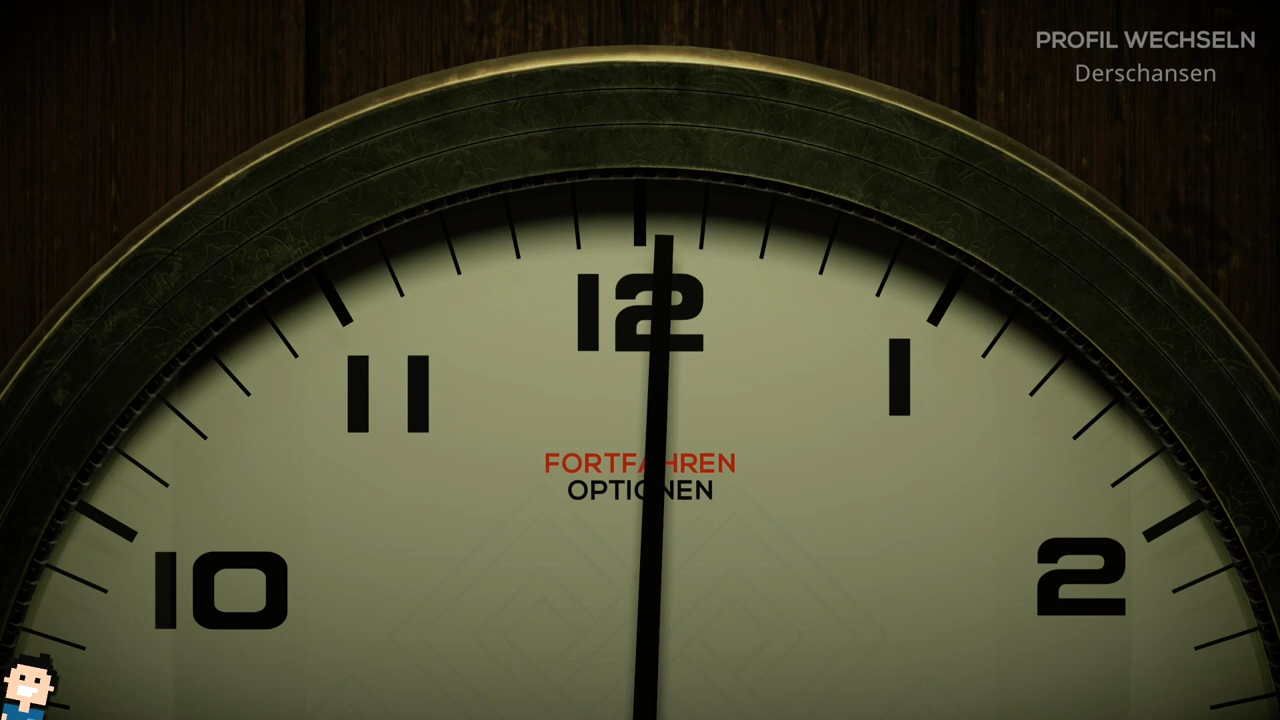 PROFIL WECHSELN
Derschansen
12
11
1
FORTFAHREN
OPTIONEN
10
2